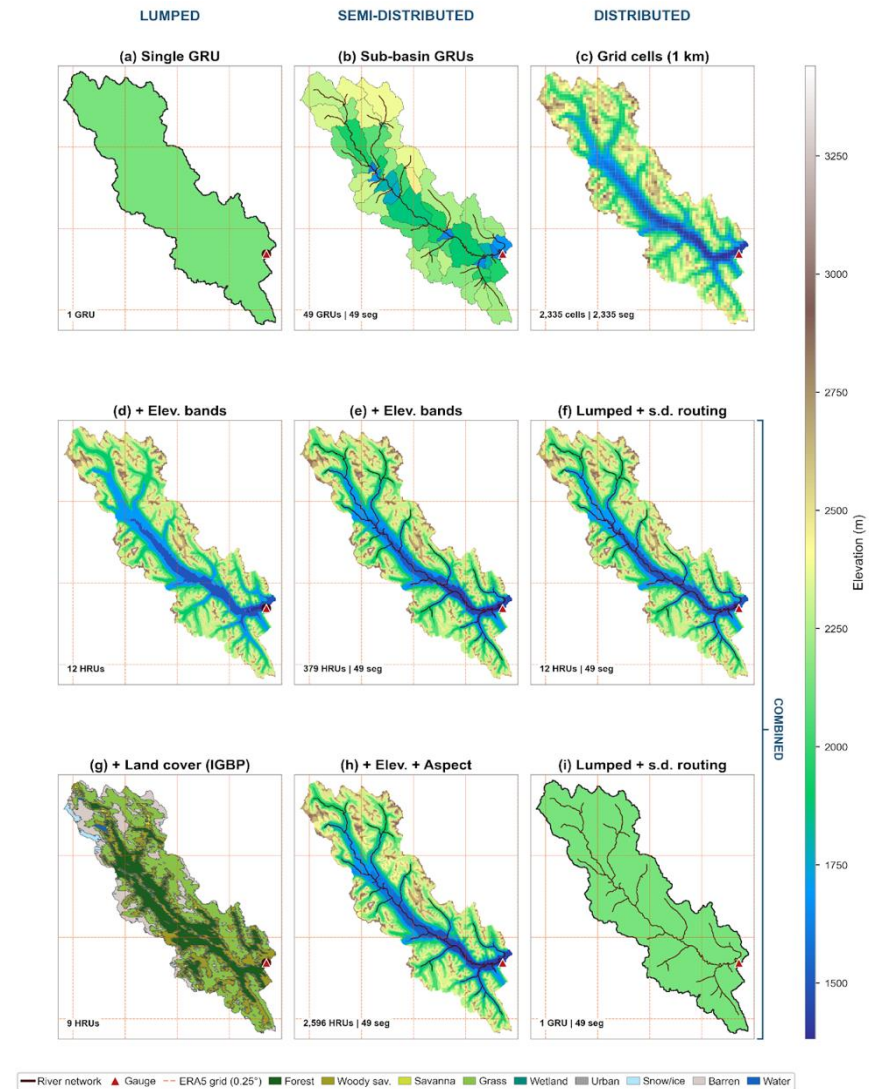 LUMPED
SEMI-DISTRIBUTED
DISTRIBUTED
(a) Single GRU
(b) Sub-basin GRUs
(c) Grid cells (1 km)
1 GRU
49 GRUs | 49 seg
2,335 cells | 2,335 seg
(d) + Elev. bands
(e) + Elev. bands
(f) Lumped + s.d. routing
12 HRUs
379 HRUs | 49 seg
12 HRUs | 49 seg
(g) + Land cover (IGBP)
(h) + Elev. + Aspect
(i) Lumped + s.d. routing
9 HRUs
2,596 HRUs | 49 seg
1 GRU | 49 seg
COMBINED
3250
3000
2750
2500
2250
2000
1750
1500
Elevation (m)
River network Gauge ERA5 grid (0.25°) Forest Woody sav. Savanna Grass Wetland Urban Snow/ice Barren Water